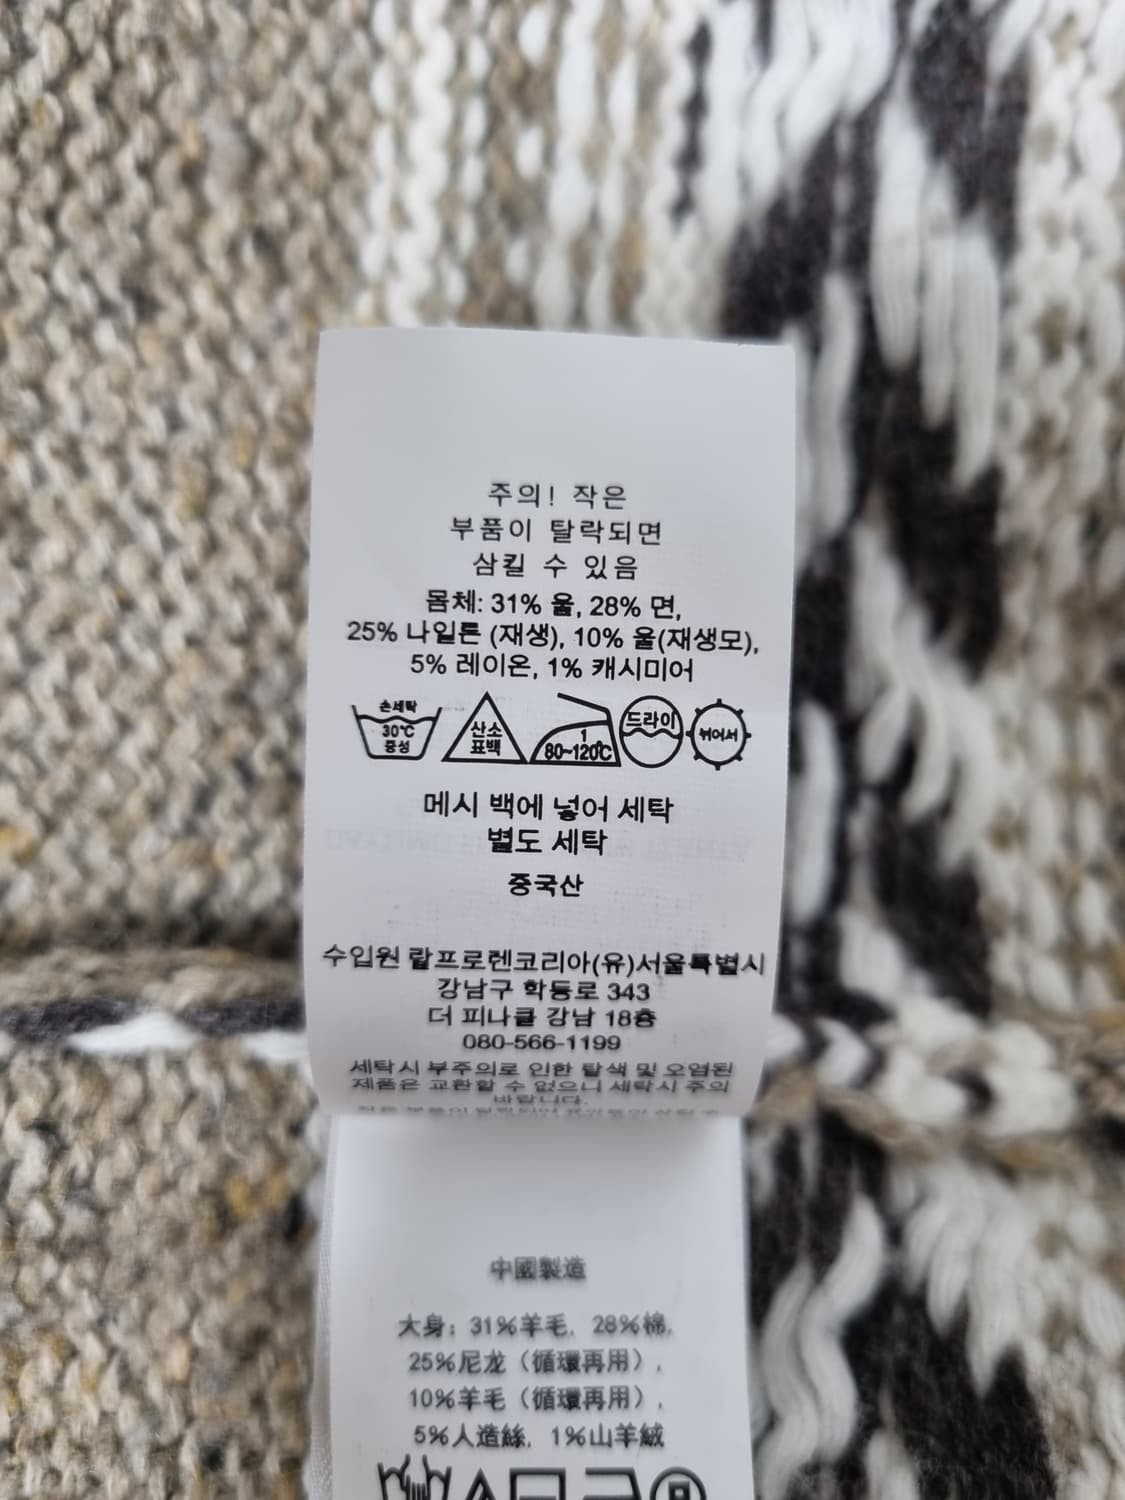 주의! 작은
부품이 탈락되면
삼킬 수 있음
몸체: 31% 울, 28% 면,
25% 나일론 (재생), 10% 울(재생모),
5% 레이온, 1% 캐시미어
손세탁
30℃
중성
산소
표백
1
80~120℃
드라이
뉘어서
메시 백에 넣어 세탁
별도 세탁
중국산
수입원 랄프로렌코리아(유)서울특별시
강남구 학동로 343
더 피나클 강남 18층
080-566-1199
세탁시 부주의로 인한 탈색 및 오염된
제품은 교환할 수 없으니 세탁시 주의
바랍니다.
中國製造
大身: 31%羊毛, 28%棉,
25%尼龙 (循環再用),
10%羊毛 (循環再用),
5%人造絲, 1%山羊絨